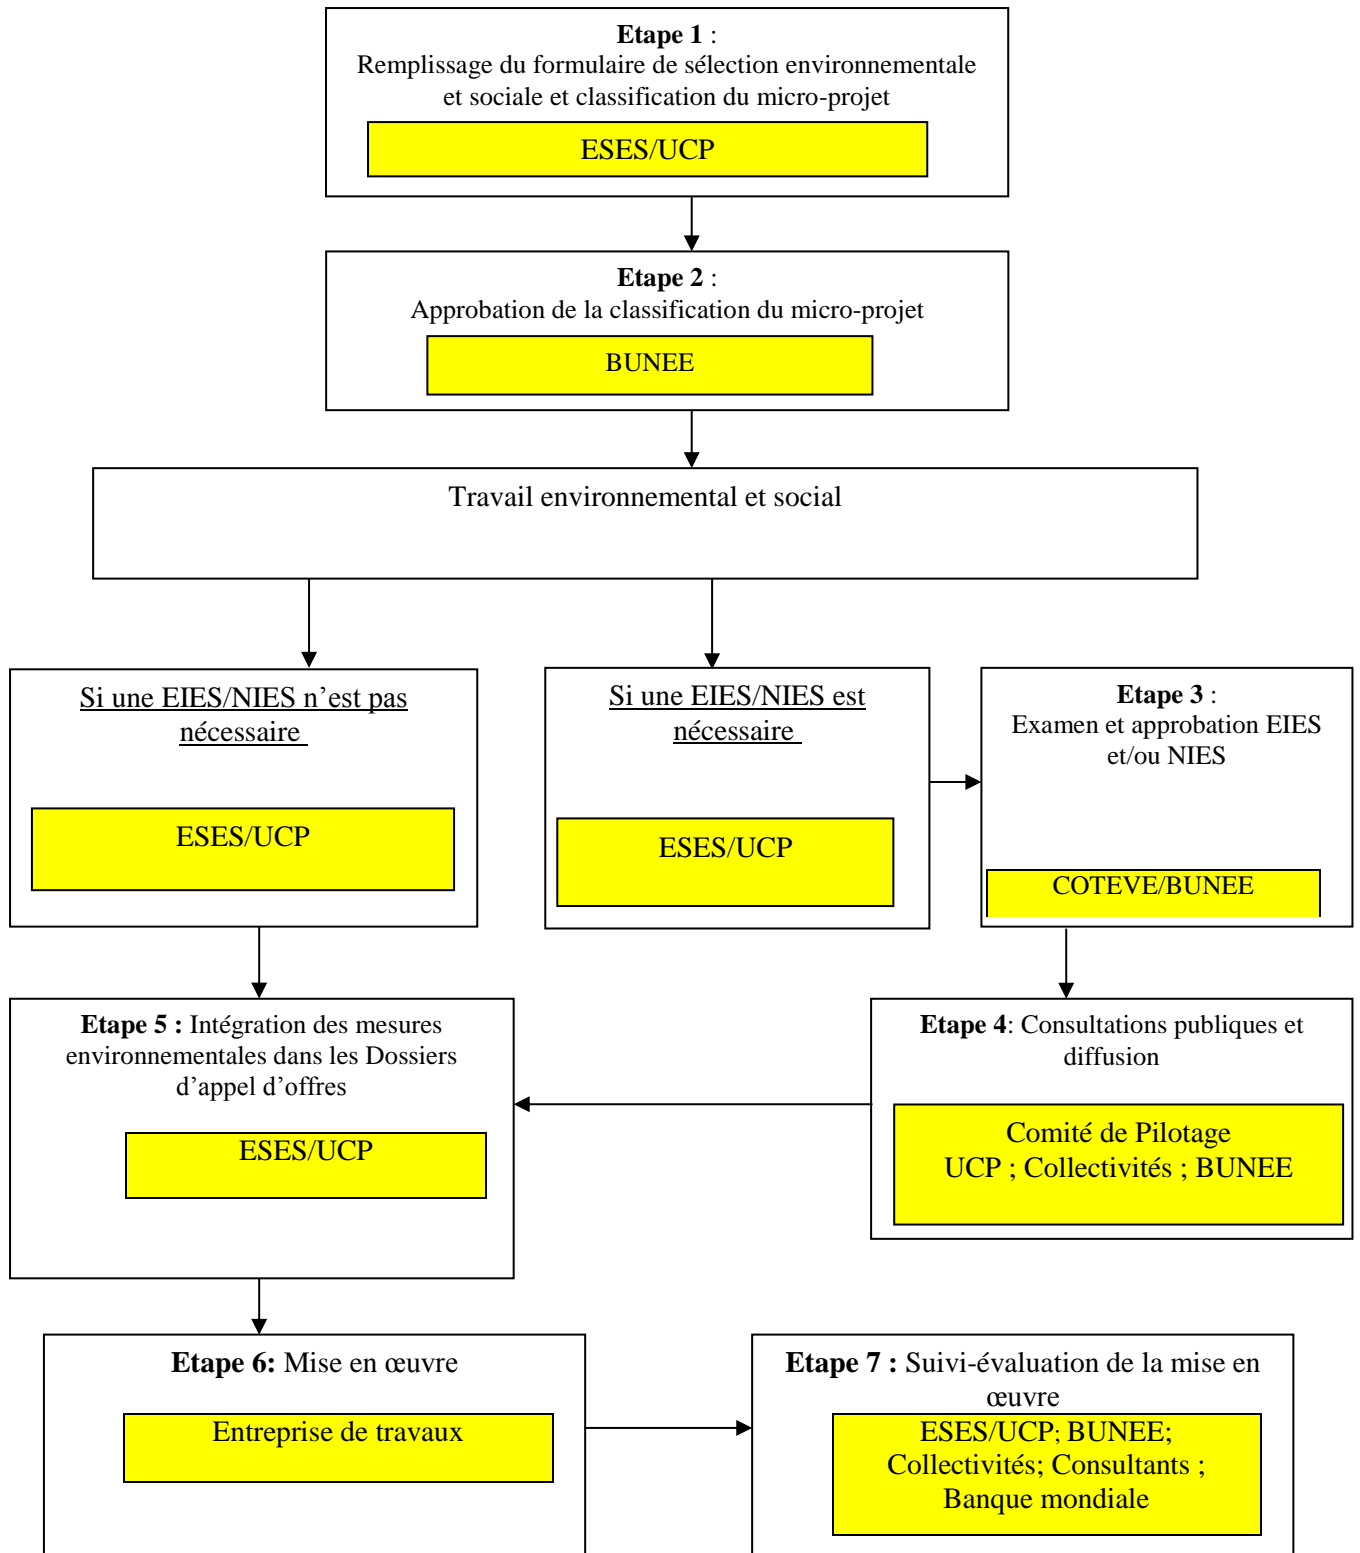 Etape 1 :
Remplissage du formulaire de sélection environnementale
et sociale et classification du micro-projet
ESES/UCP
Etape 2 :
Approbation de la classification du micro-projet
BUNEE
Travail environnemental et social
Si une EIES/NIES n’est pas
nécessaire
ESES/UCP
Si une EIES/NIES est
nécessaire
ESES/UCP
Etape 3 :
Examen et approbation EIES
et/ou NIES
COTEVE/BUNEE
Etape 4: Consultations publiques et
diffusion
Comité de Pilotage
UCP ; Collectivités ; BUNEE
Etape 5 : Intégration des mesures
environnementales dans les Dossiers
d’appel d’offres
ESES/UCP
Etape 6: Mise en œuvre
Entreprise de travaux
Etape 7 : Suivi-évaluation de la mise en
œuvre
ESES/UCP; BUNEE;
Collectivités; Consultants ;
Banque mondiale